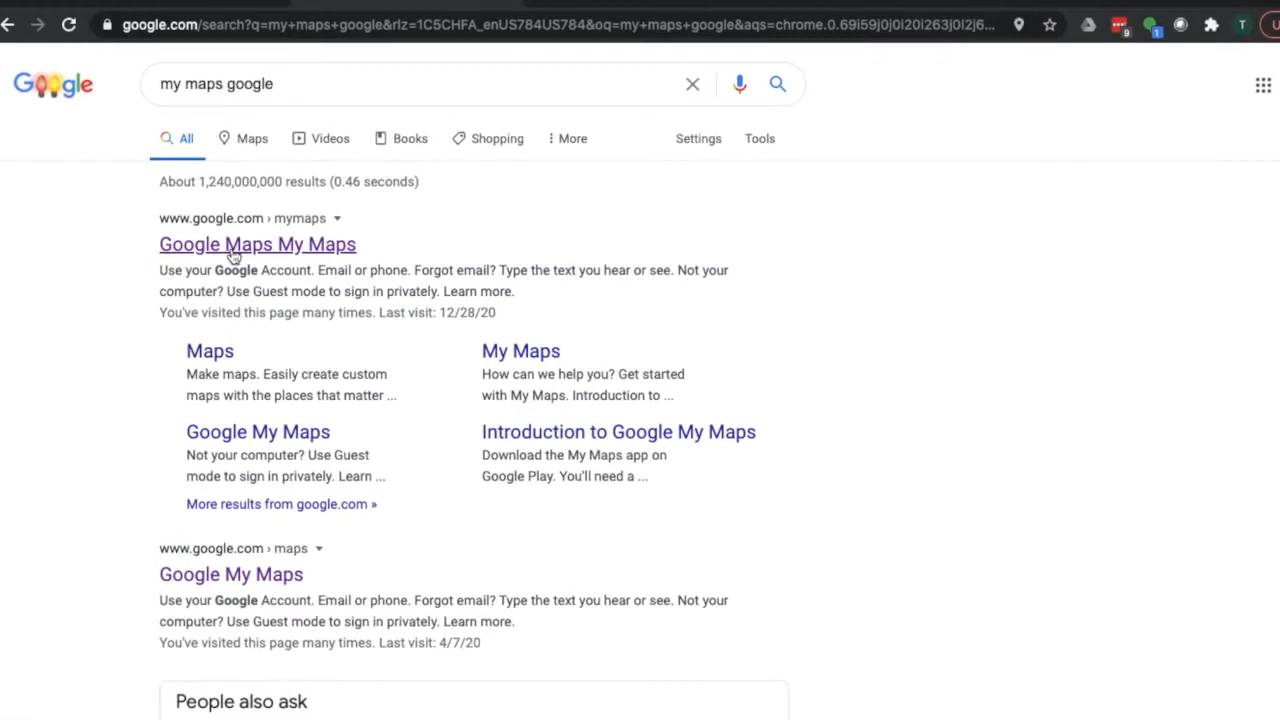 google.com/search?q=my+maps+google&rlz=1C5CHFA_enUS784US784&oq=my+maps+google&aqs=chrome.0.69i59j0j0i20i263j0l2j6...
9
1
T
Google
my maps google
All
Maps
Videos
Books
Shopping
More
Settings
Tools
About 1,240,000,000 results (0.46 seconds)
www.google.com › mymaps
Google Maps My Maps
Use your Google Account. Email or phone. Forgot email? Type the text you hear or see. Not your
computer? Use Guest mode to sign in privately. Learn more.
You've visited this page many times. Last visit: 12/28/20
Maps
Make maps. Easily create custom
maps with the places that matter ...
My Maps
How can we help you? Get started
with My Maps. Introduction to ...
Google My Maps
Not your computer? Use Guest
mode to sign in privately. Learn ...
Introduction to Google My Maps
Download the My Maps app on
Google Play. You'll need a ...
More results from google.com »
www.google.com › maps
Google My Maps
Use your Google Account. Email or phone. Forgot email? Type the text you hear or see. Not your
computer? Use Guest mode to sign in privately. Learn more.
You've visited this page many times. Last visit: 4/7/20
People also ask